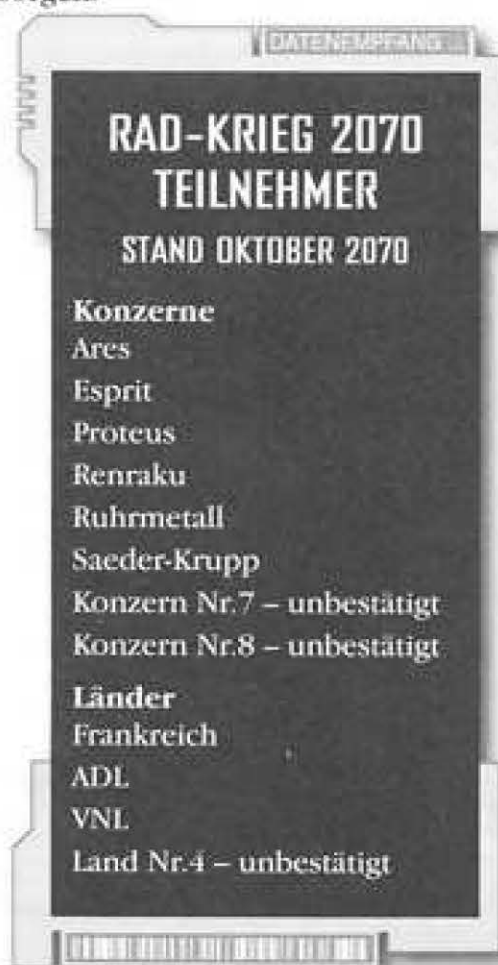 DATENEMPFANG
RAD-KRIEG 2070
TEILNEHMER
STAND OKTOBER 2070
Konzerne
Ares
Esprit
Proteus
Renraku
Ruhrmetall
Saeder-Krupp
Konzern Nr.7 – unbestätigt
Konzern Nr.8 – unbestätigt
Länder
Frankreich
ADL
VNL
Land Nr.4 – unbestätigt